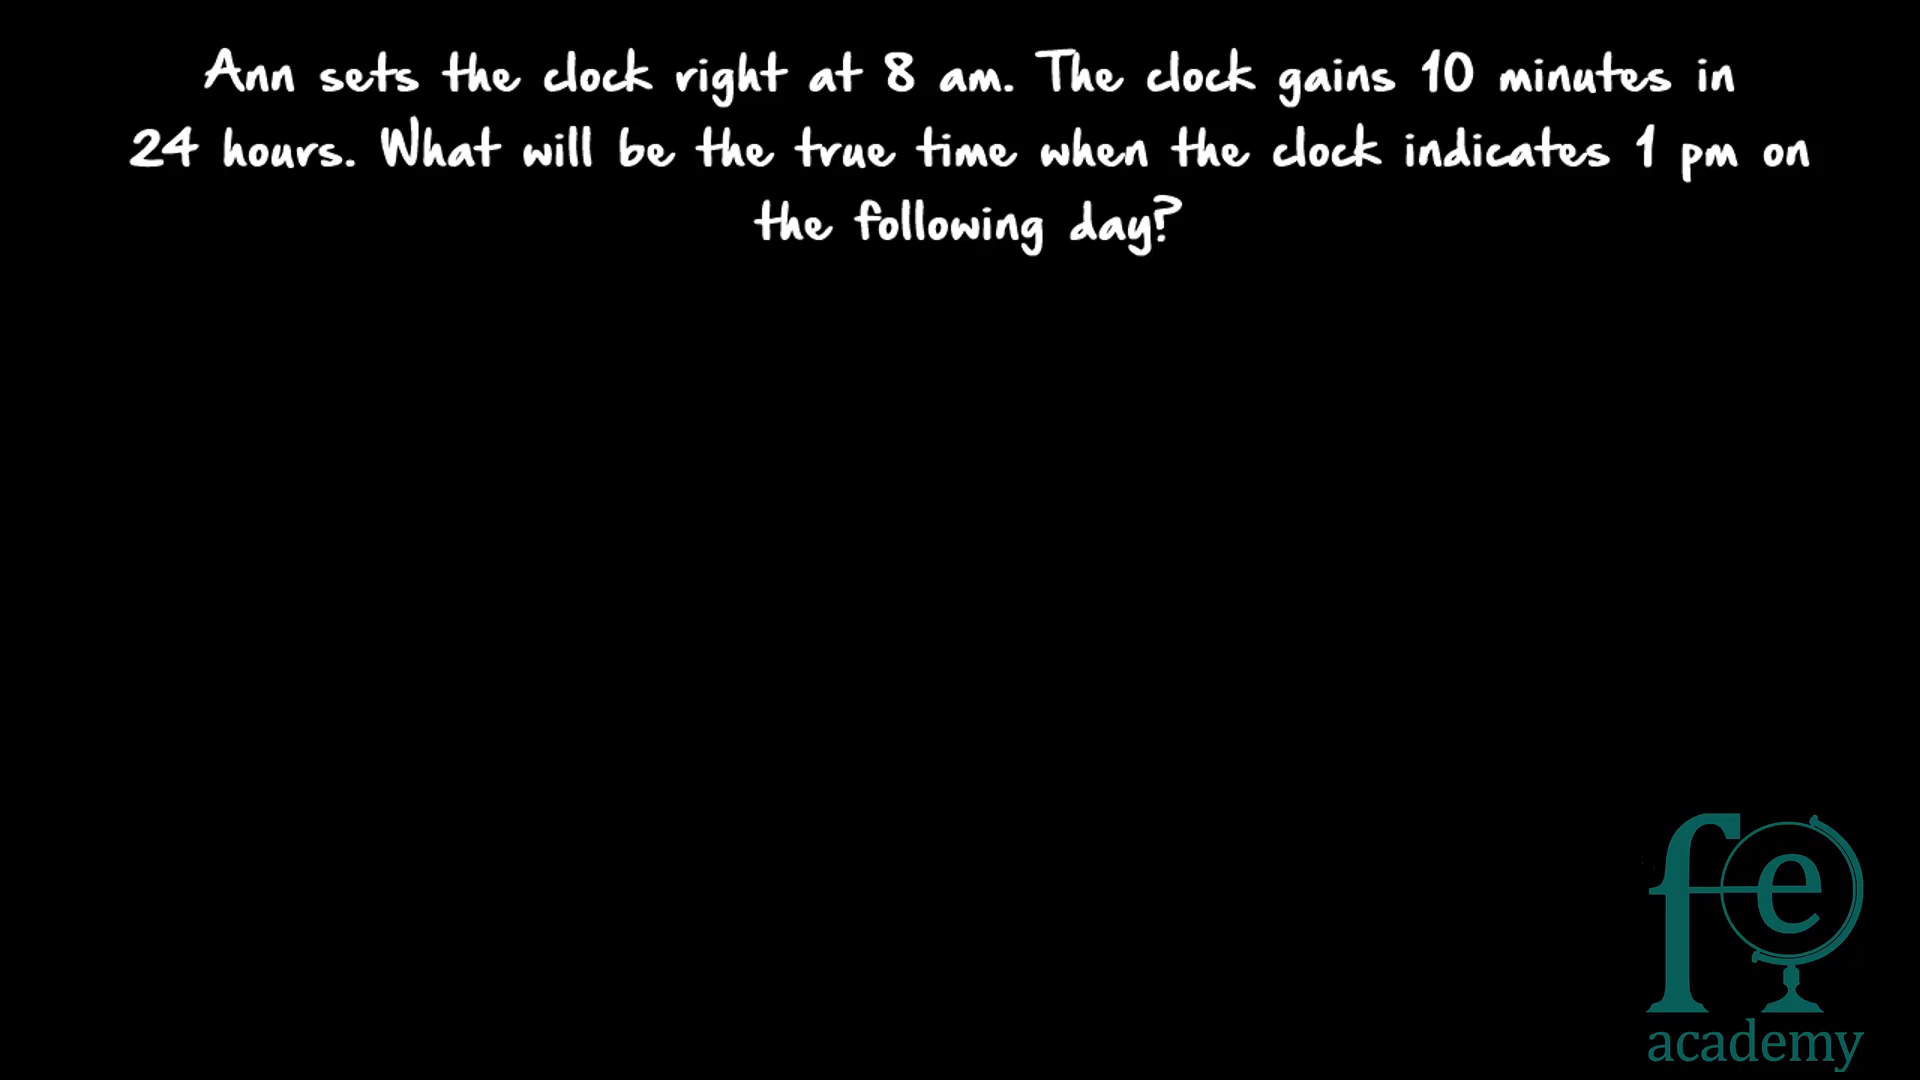 Ann sets the clock right at 8 am. The clock gains 10 minutes in
24 hours. What will be the true time when the clock indicates 1 pm on
the following day?
fe
academy